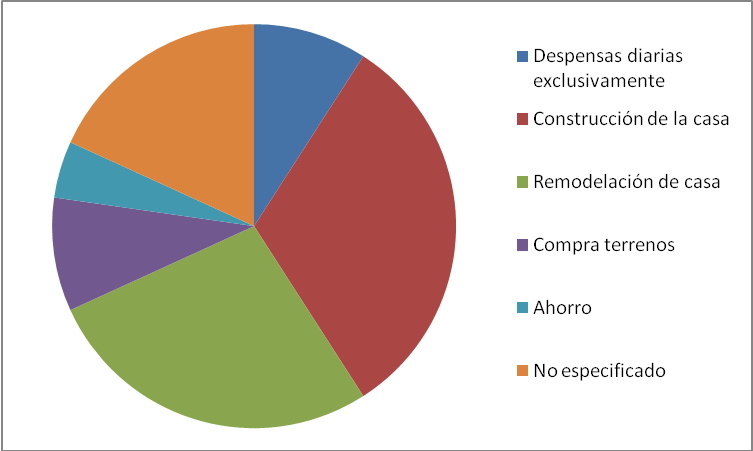 Despensas diarias
exclusivamente
Construcción de la casa
Remodelación de casa
Compra terrenos
Ahorro
No especificado